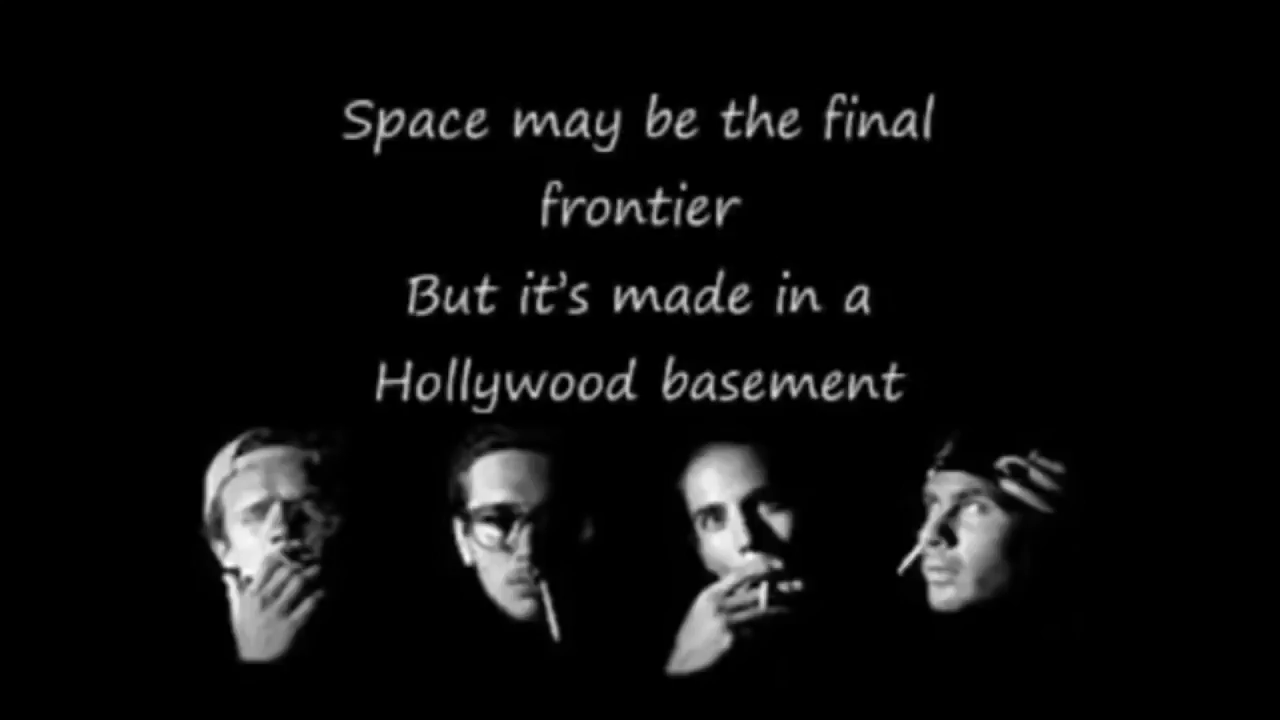 Space may be the final
frontier
But it's made in a
Hollywood basement